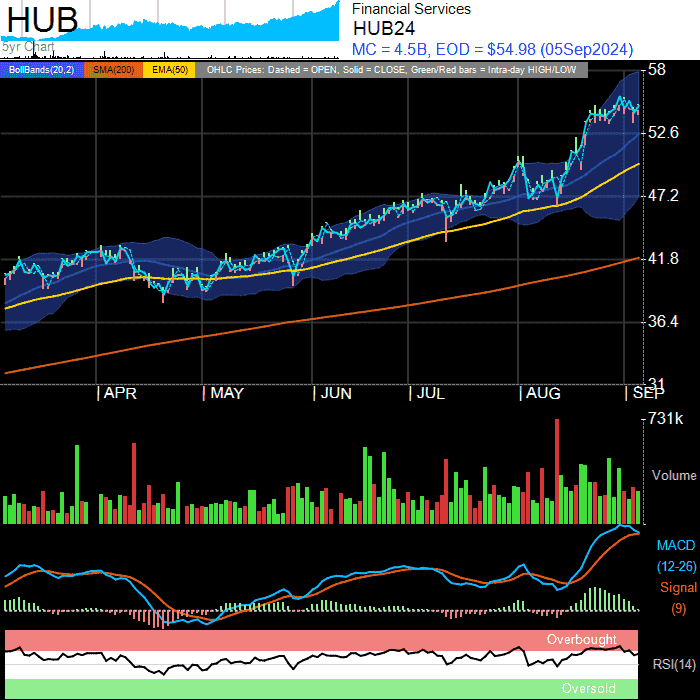 HUB
5yr Chart
Financial Services
HUB24
MC = 4.5B, EOD = $54.98 (05Sep2024)
BollBands(20,2) SMA(200) EMA(50) OHLC Prices: Dashed = OPEN, Solid = CLOSE, Green/Red bars = Intra-day HIGH/LOW
58
52.6
47.2
41.8
36.4
31
APR MAY JUN JUL AUG SEP
731k
Volume
MACD
(12-26)
Signal
(9)
Overbought
RSI(14)
Oversold